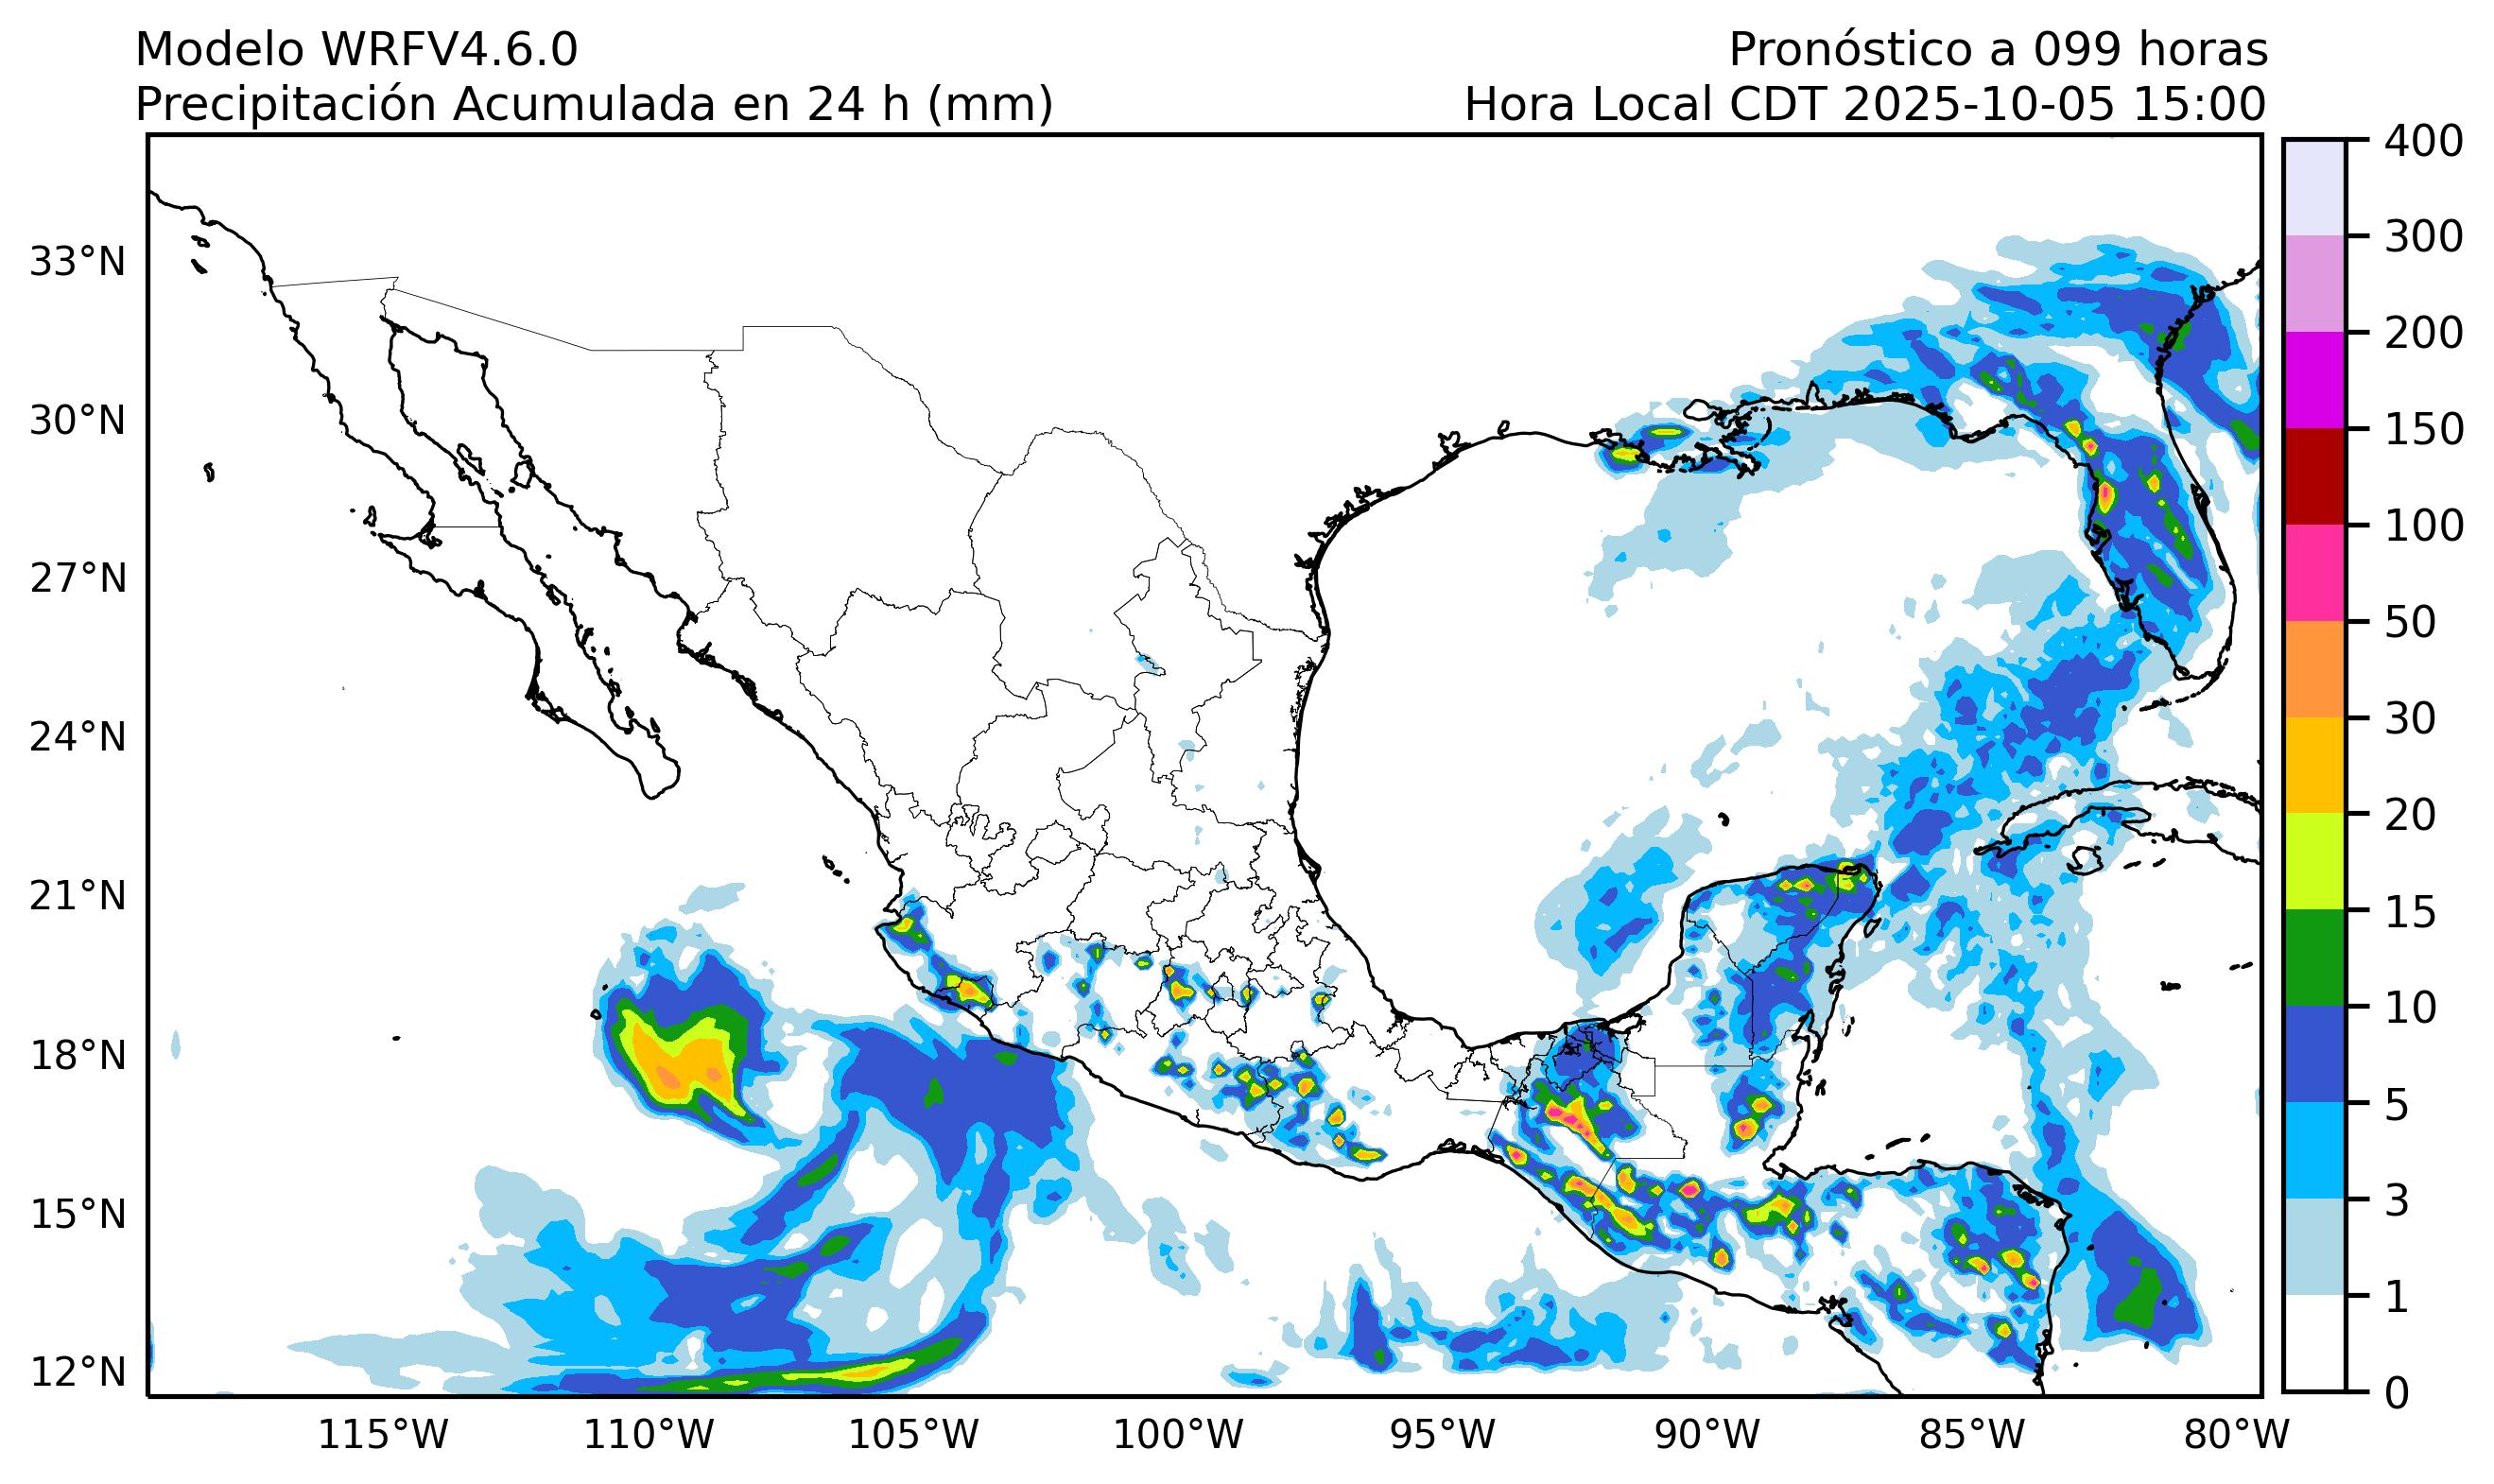 Modelo WRFV4.6.0
Pronóstico a 099 horas
Precipitación Acumulada en 24 h (mm)
Hora Local CDT 2025-10-05 15:00
400
300
200
150
100
50
30
20
15
10
5
3
1
0
33°N
30°N
27°N
24°N
21°N
18°N
15°N
12°N
115°W
110°W
105°W
100°W
95°W
90°W
85°W
80°W